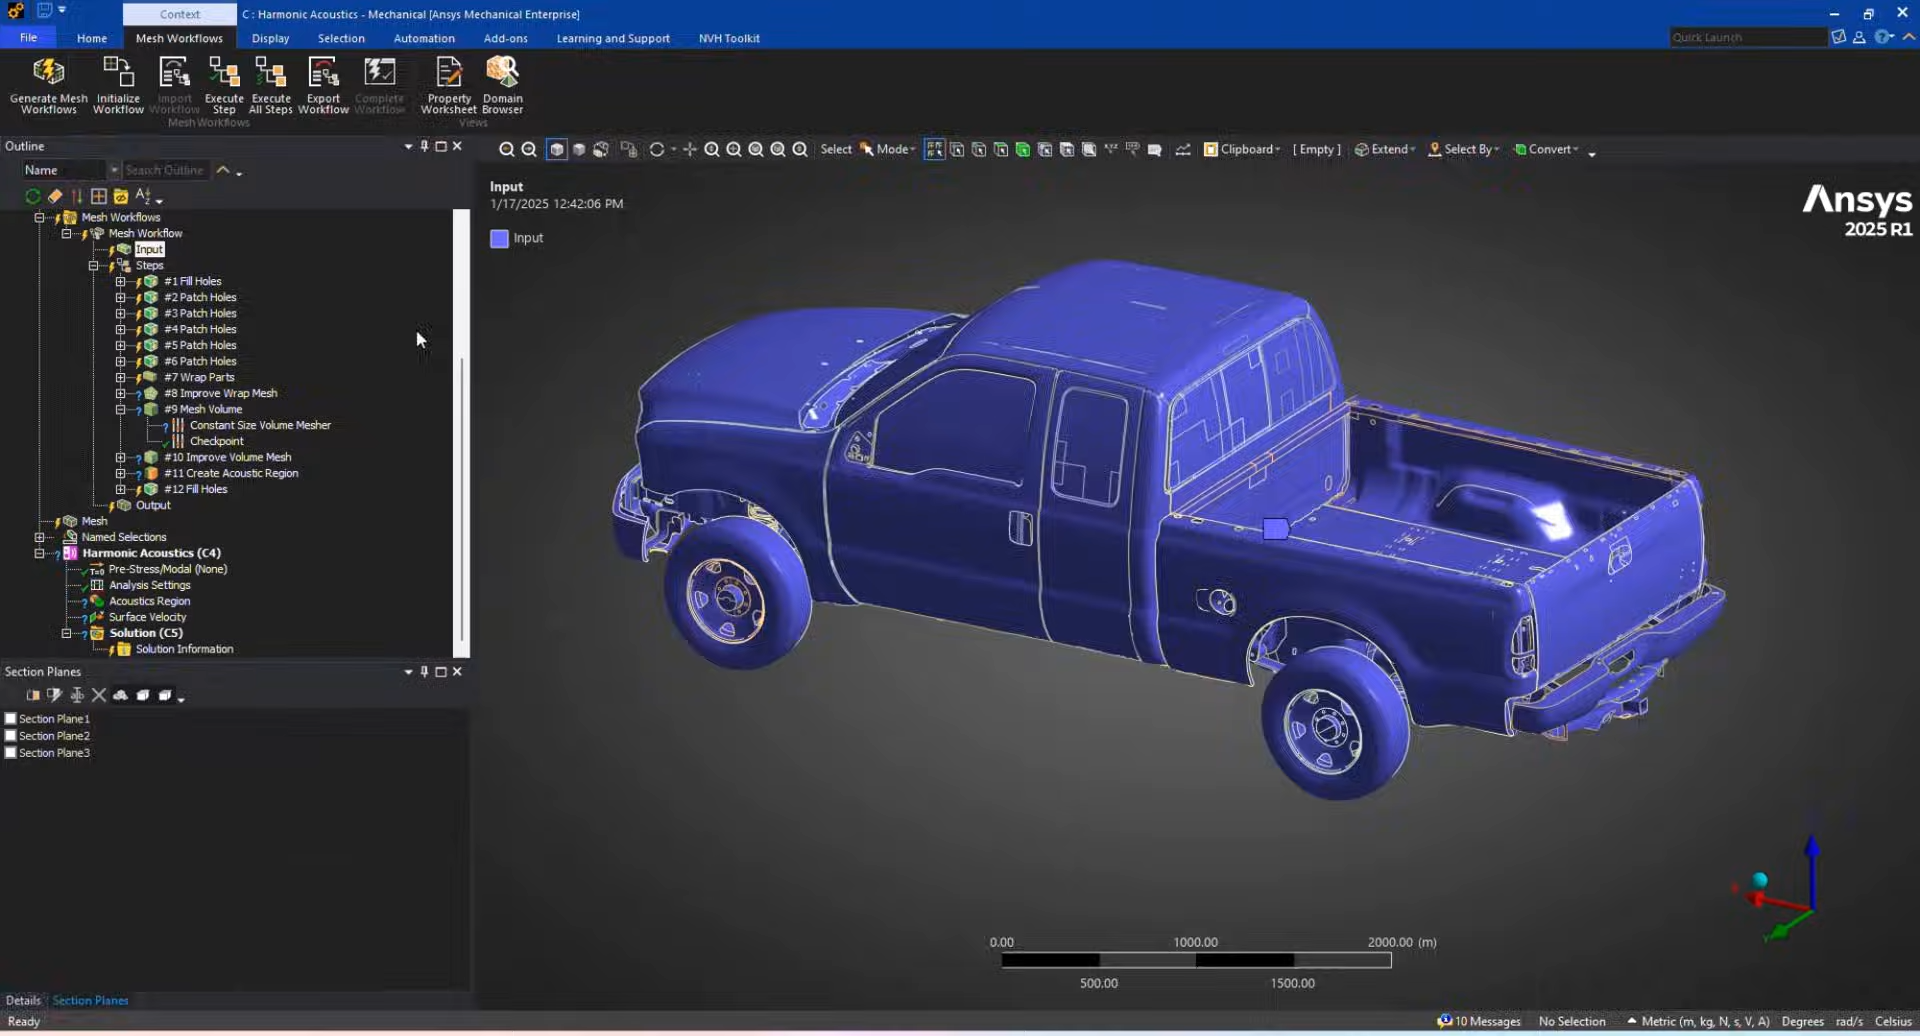 Context
C : Harmonic Acoustics - Mechanical [Ansys Mechanical Enterprise]
File Home Mesh Workflows Display Selection Automation Add-ons Learning and Support NVH Toolkit
Quick Launch
Generate Mesh Workflows
Initialize Workflow
Import Workflow
Execute Step
Execute All Steps
Export Workflow
Complete Workflow
Property Worksheet
Domain Browser
Mesh Workflows
Views
Outline
Name
Search Outline
Select Mode Clipboard [ Empty ] Extend Select By Convert
Mesh Workflows
Mesh Workflow
Input
Steps
#1 Fill Holes
#2 Patch Holes
#3 Patch Holes
#4 Patch Holes
#5 Patch Holes
#6 Patch Holes
#7 Wrap Parts
#8 Improve Wrap Mesh
#9 Mesh Volume
Constant Size Volume Mesher
Checkpoint
#10 Improve Volume Mesh
#11 Create Acoustic Region
#12 Fill Holes
Output
Mesh
Named Selections
Harmonic Acoustics (C4)
Pre-Stress/Modal (None)
Analysis Settings
Acoustics Region
Surface Velocity
Solution (C5)
Solution Information
Input
1/17/2025 12:42:06 PM
Input
Ansys
2025 R1
Section Planes
Section Plane1
Section Plane2
Section Plane3
0.00 1000.00 2000.00 (m)
500.00 1500.00
Details Section Planes
Ready
10 Messages No Selection Metric (m, kg, N, s, V, A) Degrees rad/s Celsius